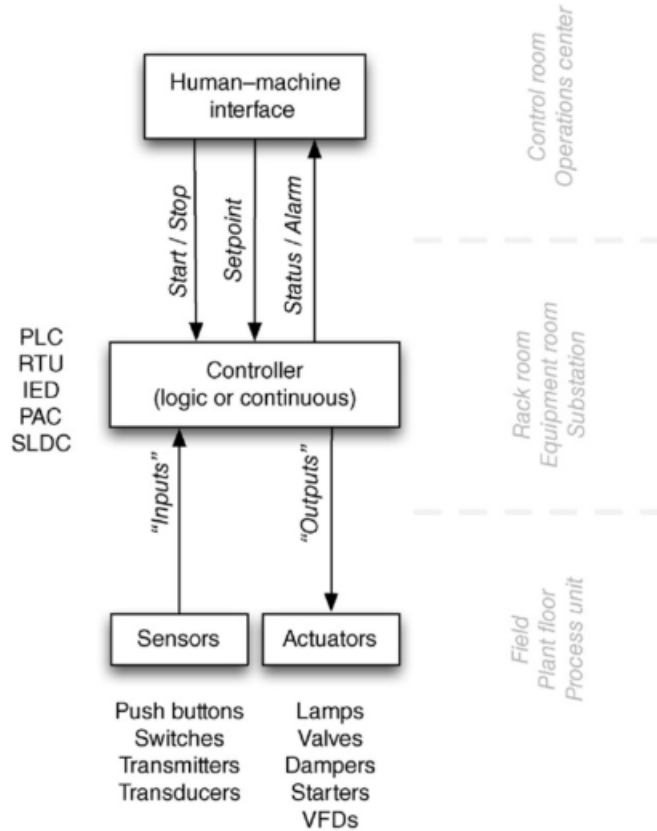 Human–machine
interface
Control room
Operations center
Start / Stop
Setpoint
Status / Alarm
PLC
RTU
IED
PAC
SLDC
Controller
(logic or continuous)
Rack room
Equipment room
Substation
“Inputs”
“Outputs”
Sensors
Actuators
Field
Plant floor
Process unit
Push buttons
Switches
Transmitters
Transducers
Lamps
Valves
Dampers
Starters
VFDs